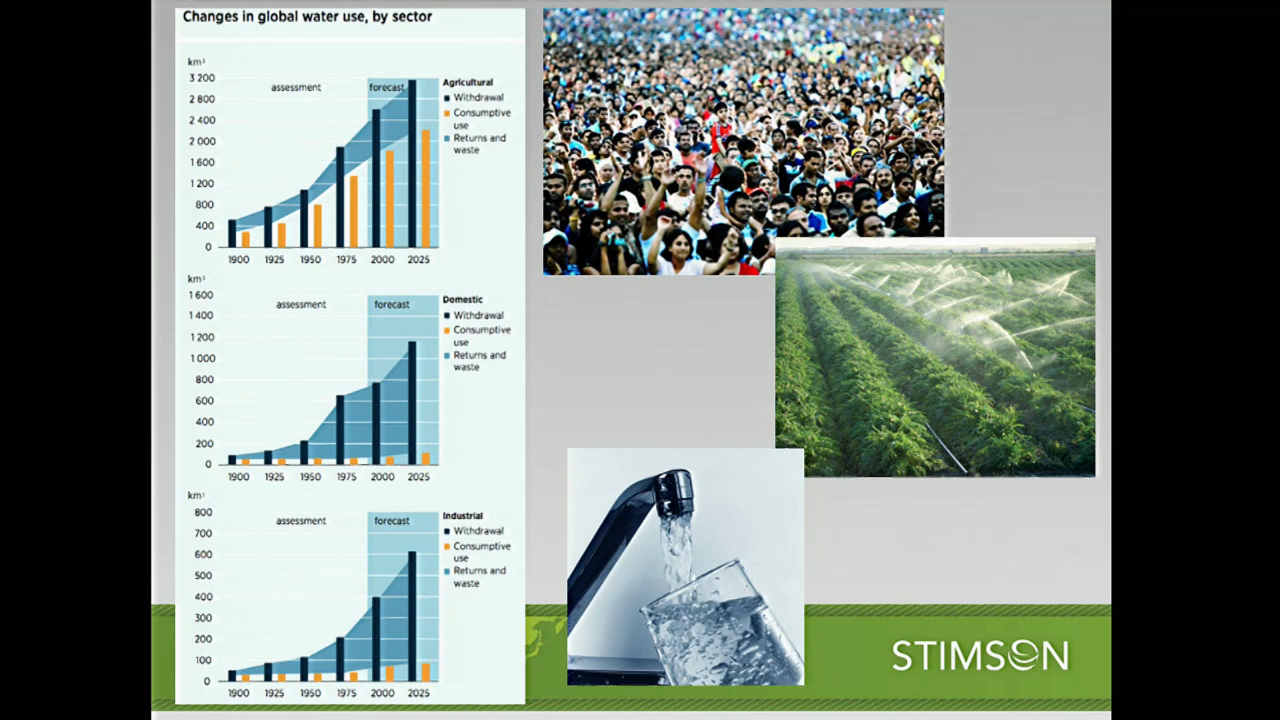 Changes in global water use, by sector
km³
3 200
2 800
2 400
2 000
1 600
1 200
800
400
0
assessment
forecast
Agricultural
Withdrawal
Consumptive
use
Returns and
waste
1900 1925 1950 1975 2000 2025
km³
1 600
1 400
1 200
1 000
800
600
400
200
0
assessment
forecast
Domestic
Withdrawal
Consumptive
use
Returns and
waste
1900 1925 1950 1975 2000 2025
km³
800
700
600
500
400
300
200
100
0
assessment
forecast
Industrial
Withdrawal
Consumptive
use
Returns and
waste
1900 1925 1950 1975 2000 2025
STIMSON